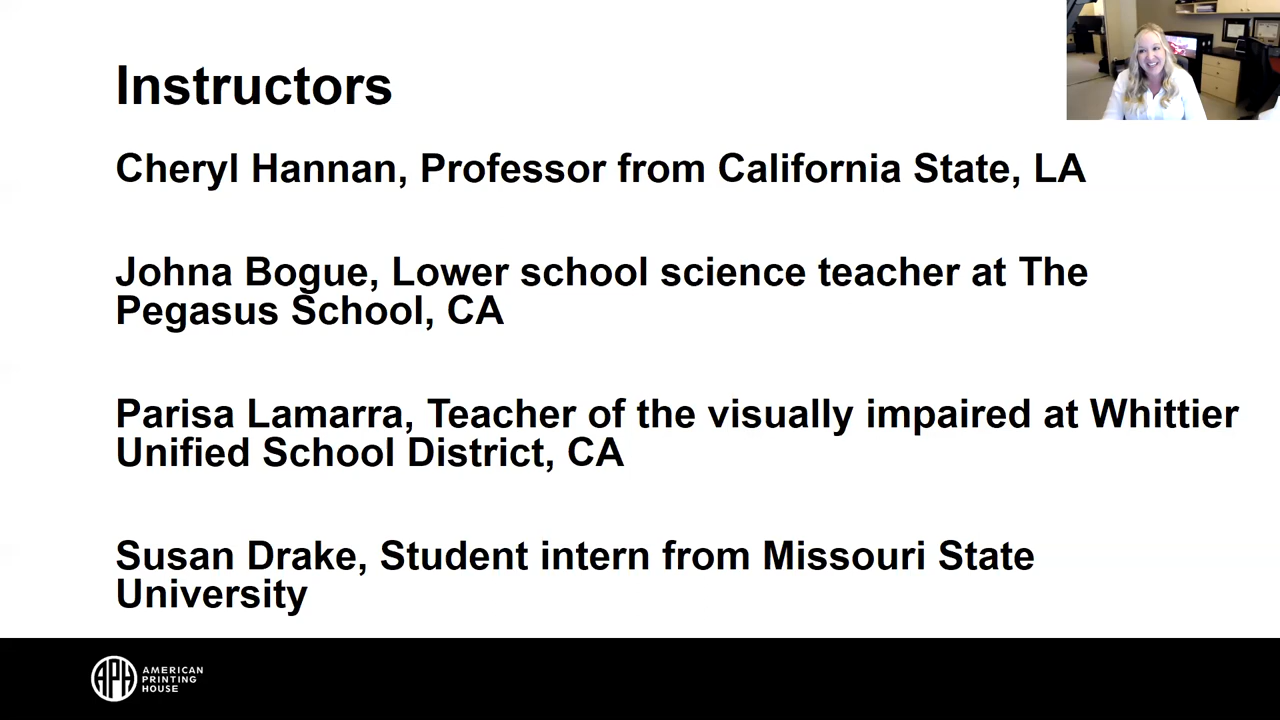 Instructors
Cheryl Hannan, Professor from California State, LA
Johna Bogue, Lower school science teacher at The
Pegasus School, CA
Parisa Lamarra, Teacher of the visually impaired at Whittier
Unified School District, CA
Susan Drake, Student intern from Missouri State
University
APH
AMERICAN
PRINTING
HOUSE